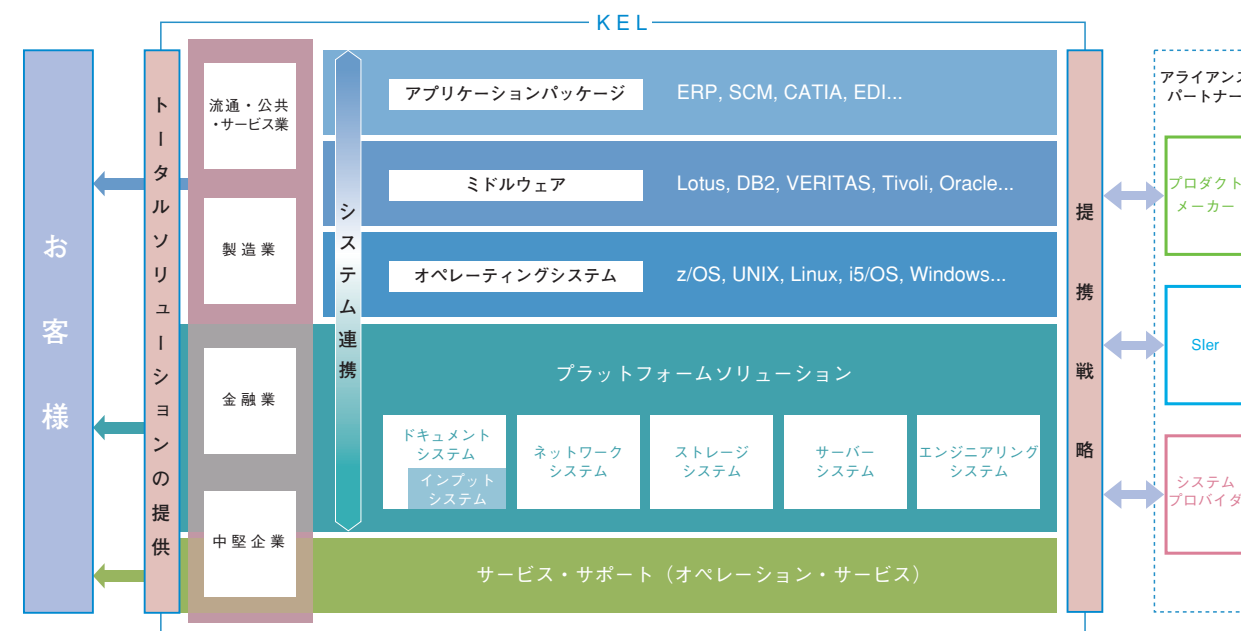 KEL
お客様
トータルソリューションの提供
流通・公共
・サービス業
製造業
金融業
中堅企業
システム連携
アプリケーションパッケージ
ERP, SCM, CATIA, EDI...
ミドルウェア
Lotus, DB2, VERITAS, Tivoli, Oracle...
オペレーティングシステム
z/OS, UNIX, Linux, i5/OS, Windows...
プラットフォームソリューション
ドキュメント
システム
インプット
システム
ネットワーク
システム
ストレージ
システム
サーバー
システム
エンジニアリング
システム
サービス・サポート（オペレーション・サービス）
提携戦略
アライアンス
パートナー
プロダクト
メーカー
SIer
システム
プロバイダ